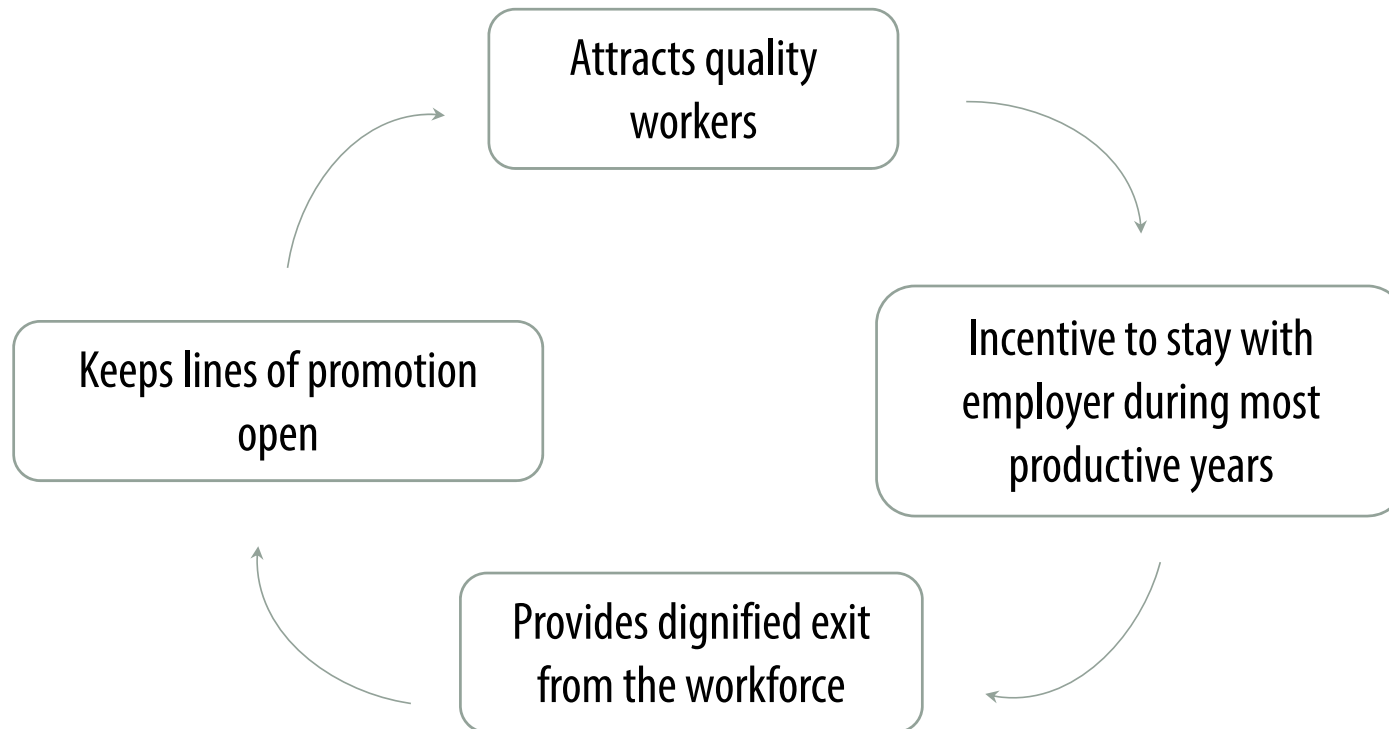 Attracts quality
workers
Incentive to stay with
employer during most
productive years
Provides dignified exit
from the workforce
Keeps lines of promotion
open